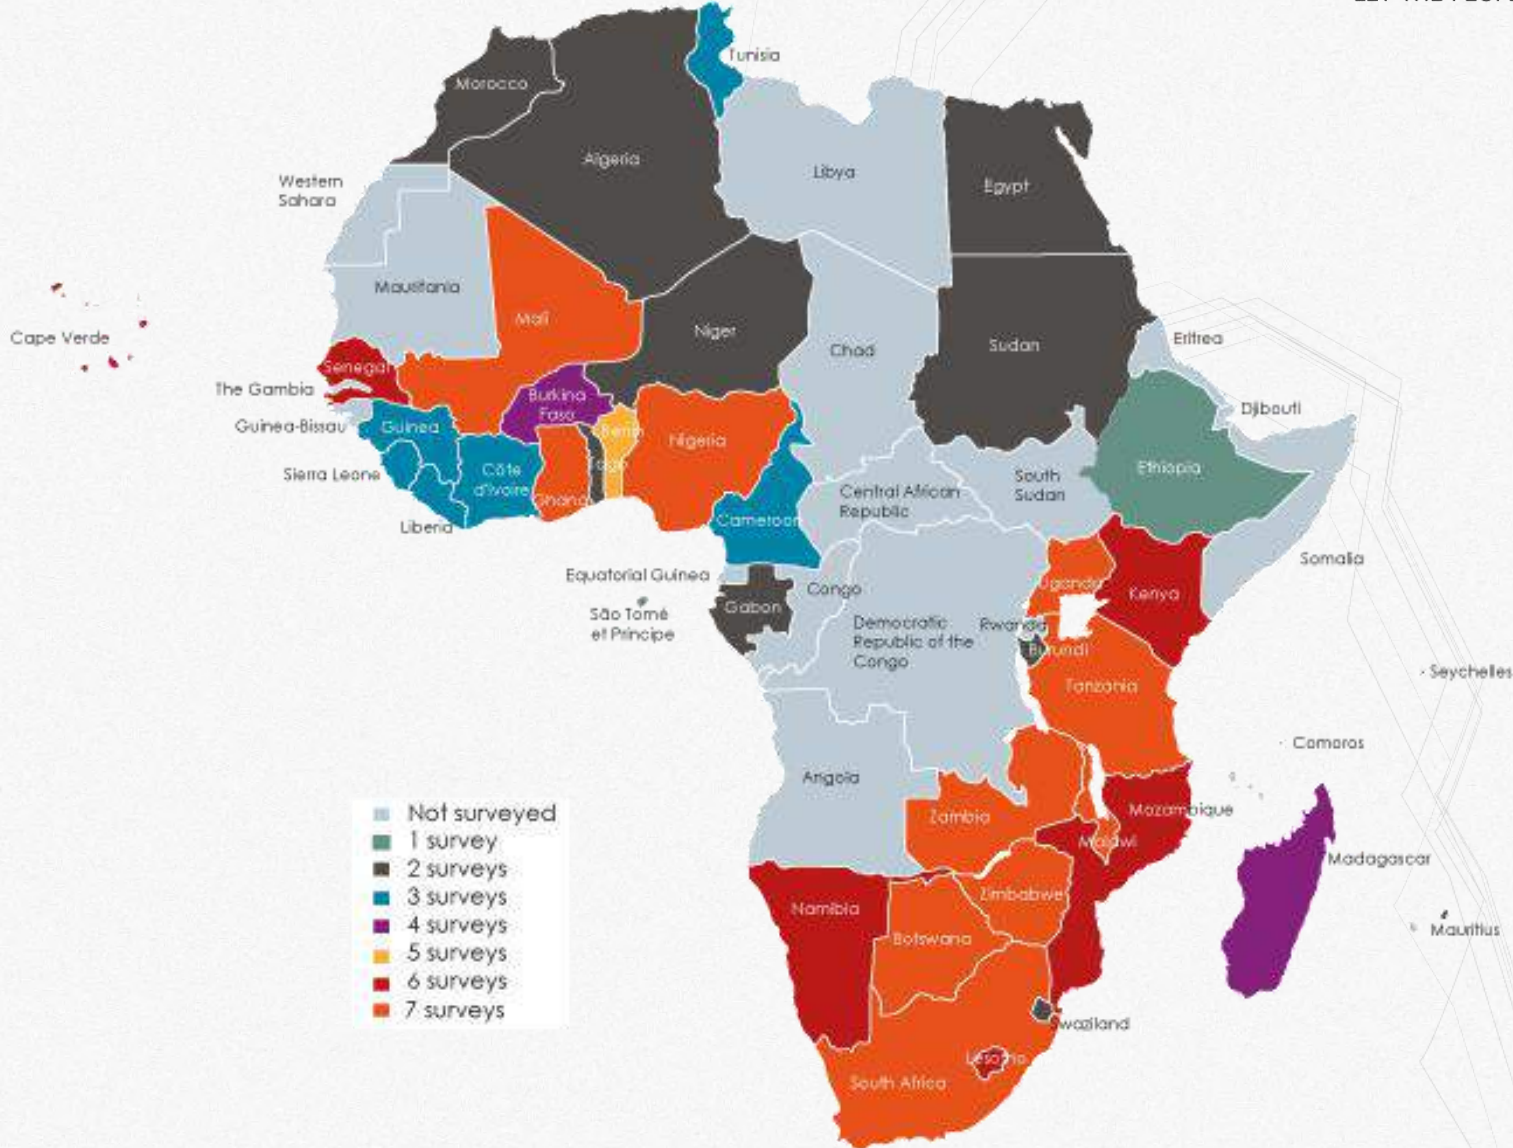 Tunisia
Morocco
Algeria
Libya
Egypt
Western
Sahara
Mauritania
Mali
Niger
Chad
Sudan
Eritrea
Cape Verde
Senegal
The Gambia
Burkina
Faso
Djibouti
Guinea-Bissau
Guinea
Benin
Nigeria
Sierra Leone
Côte
d'Ivoire
Togo
Ghana
Ethiopia
South
Sudan
Central African
Republic
Liberia
Cameroon
Somalia
Equatorial Guinea
Congo
Uganda
Kenya
São Tomé
et Príncipe
Gabon
Democratic
Republic of the
Congo
Rwanda
Burundi
Tanzania
Seychelles
Comoros
Angola
Zambia
Mozambique
Malawi
Madagascar
Zimbabwe
Namibia
Botswana
Mauritius
Swaziland
Lesotho
South Africa
Not surveyed
1 survey
2 surveys
3 surveys
4 surveys
5 surveys
6 surveys
7 surveys